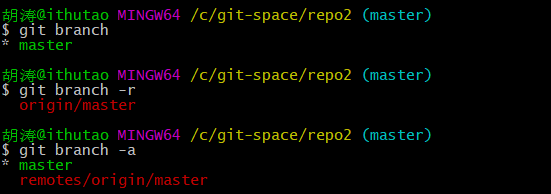 胡涛@ithutao MINGW64 /c/git-space/repo2 (master)
$ git branch
* master
胡涛@ithutao MINGW64 /c/git-space/repo2 (master)
$ git branch -r
  origin/master
胡涛@ithutao MINGW64 /c/git-space/repo2 (master)
$ git branch -a
* master
  remotes/origin/master